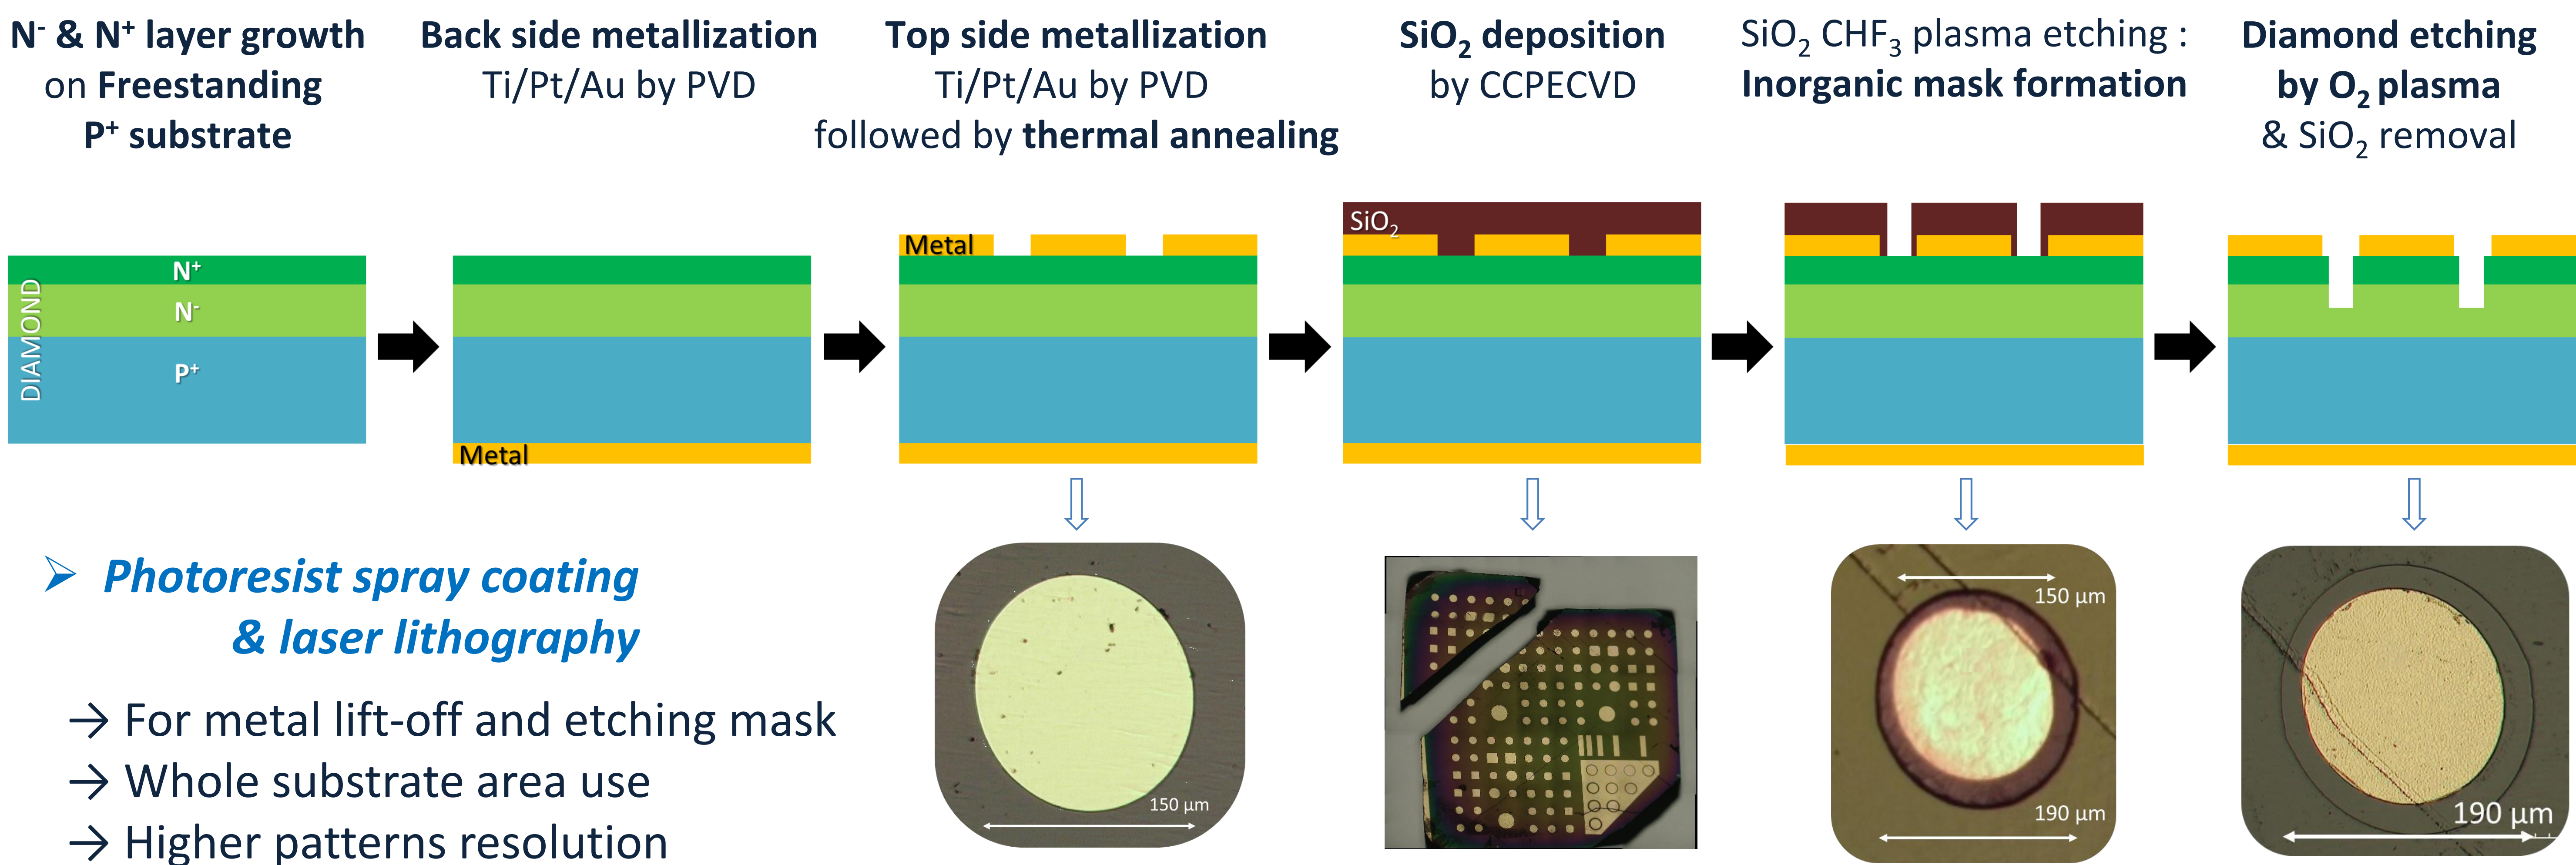 N⁻ & N⁺ layer growth
on Freestanding
P⁺ substrate
Back side metallization
Ti/Pt/Au by PVD
Top side metallization
Ti/Pt/Au by PVD
followed by thermal annealing
SiO₂ deposition
by CCPECVD
SiO₂ CHF₃ plasma etching :
Inorganic mask formation
Diamond etching
by O₂ plasma
& SiO₂ removal
DIAMOND
N⁺
N⁻
P⁺
Metal
Metal
SiO₂
➢ Photoresist spray coating
& laser lithography
→ For metal lift-off and etching mask
→ Whole substrate area use
→ Higher patterns resolution
150 µm
150 µm
190 µm
190 µm